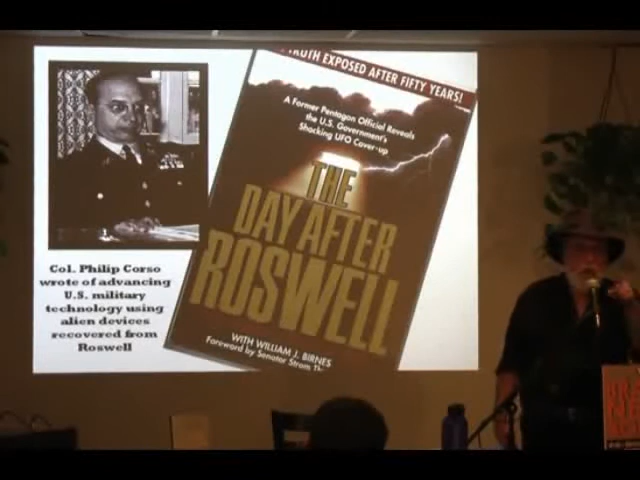 TRUTH EXPOSED AFTER FIFTY YEARS!
A Former Pentagon Official Reveals
the U.S. Government's
Shocking UFO Cover-up
THE
DAY AFTER
ROSWELL
WITH WILLIAM J. BIRNES
Foreword by Senator Strom Th
Col. Philip Corso
wrote of advancing
U.S. military
technology using
alien devices
recovered from
Roswell